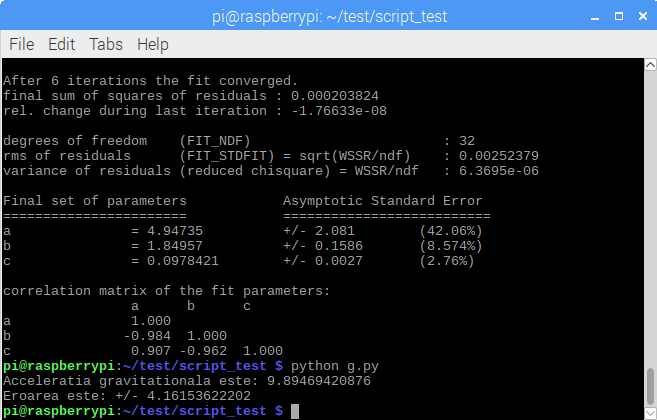 pi@raspberrypi: ~/test/script_test
File Edit Tabs Help
After 6 iterations the fit converged.
final sum of squares of residuals : 0.000203824
rel. change during last iteration : -1.76633e-08
degrees of freedom    (FIT_NDF)                        : 32
rms of residuals      (FIT_STDFIT) = sqrt(WSSR/ndf)    : 0.00252379
variance of residuals (reduced chisquare) = WSSR/ndf   : 6.3695e-06
Final set of parameters            Asymptotic Standard Error
=======================            ==========================
a               = 4.94735          +/- 2.081        (42.06%)
b               = 1.84957          +/- 0.1586       (8.574%)
c               = 0.0978421        +/- 0.0027       (2.76%)
correlation matrix of the fit parameters:
                a      b      c
a               1.000
b              -0.984  1.000
c               0.907 -0.962  1.000
pi@raspberrypi:~/test/script_test $ python g.py
Acceleratia gravitationala este: 9.89469420876
Eroarea este: +/- 4.16153622202
pi@raspberrypi:~/test/script_test $